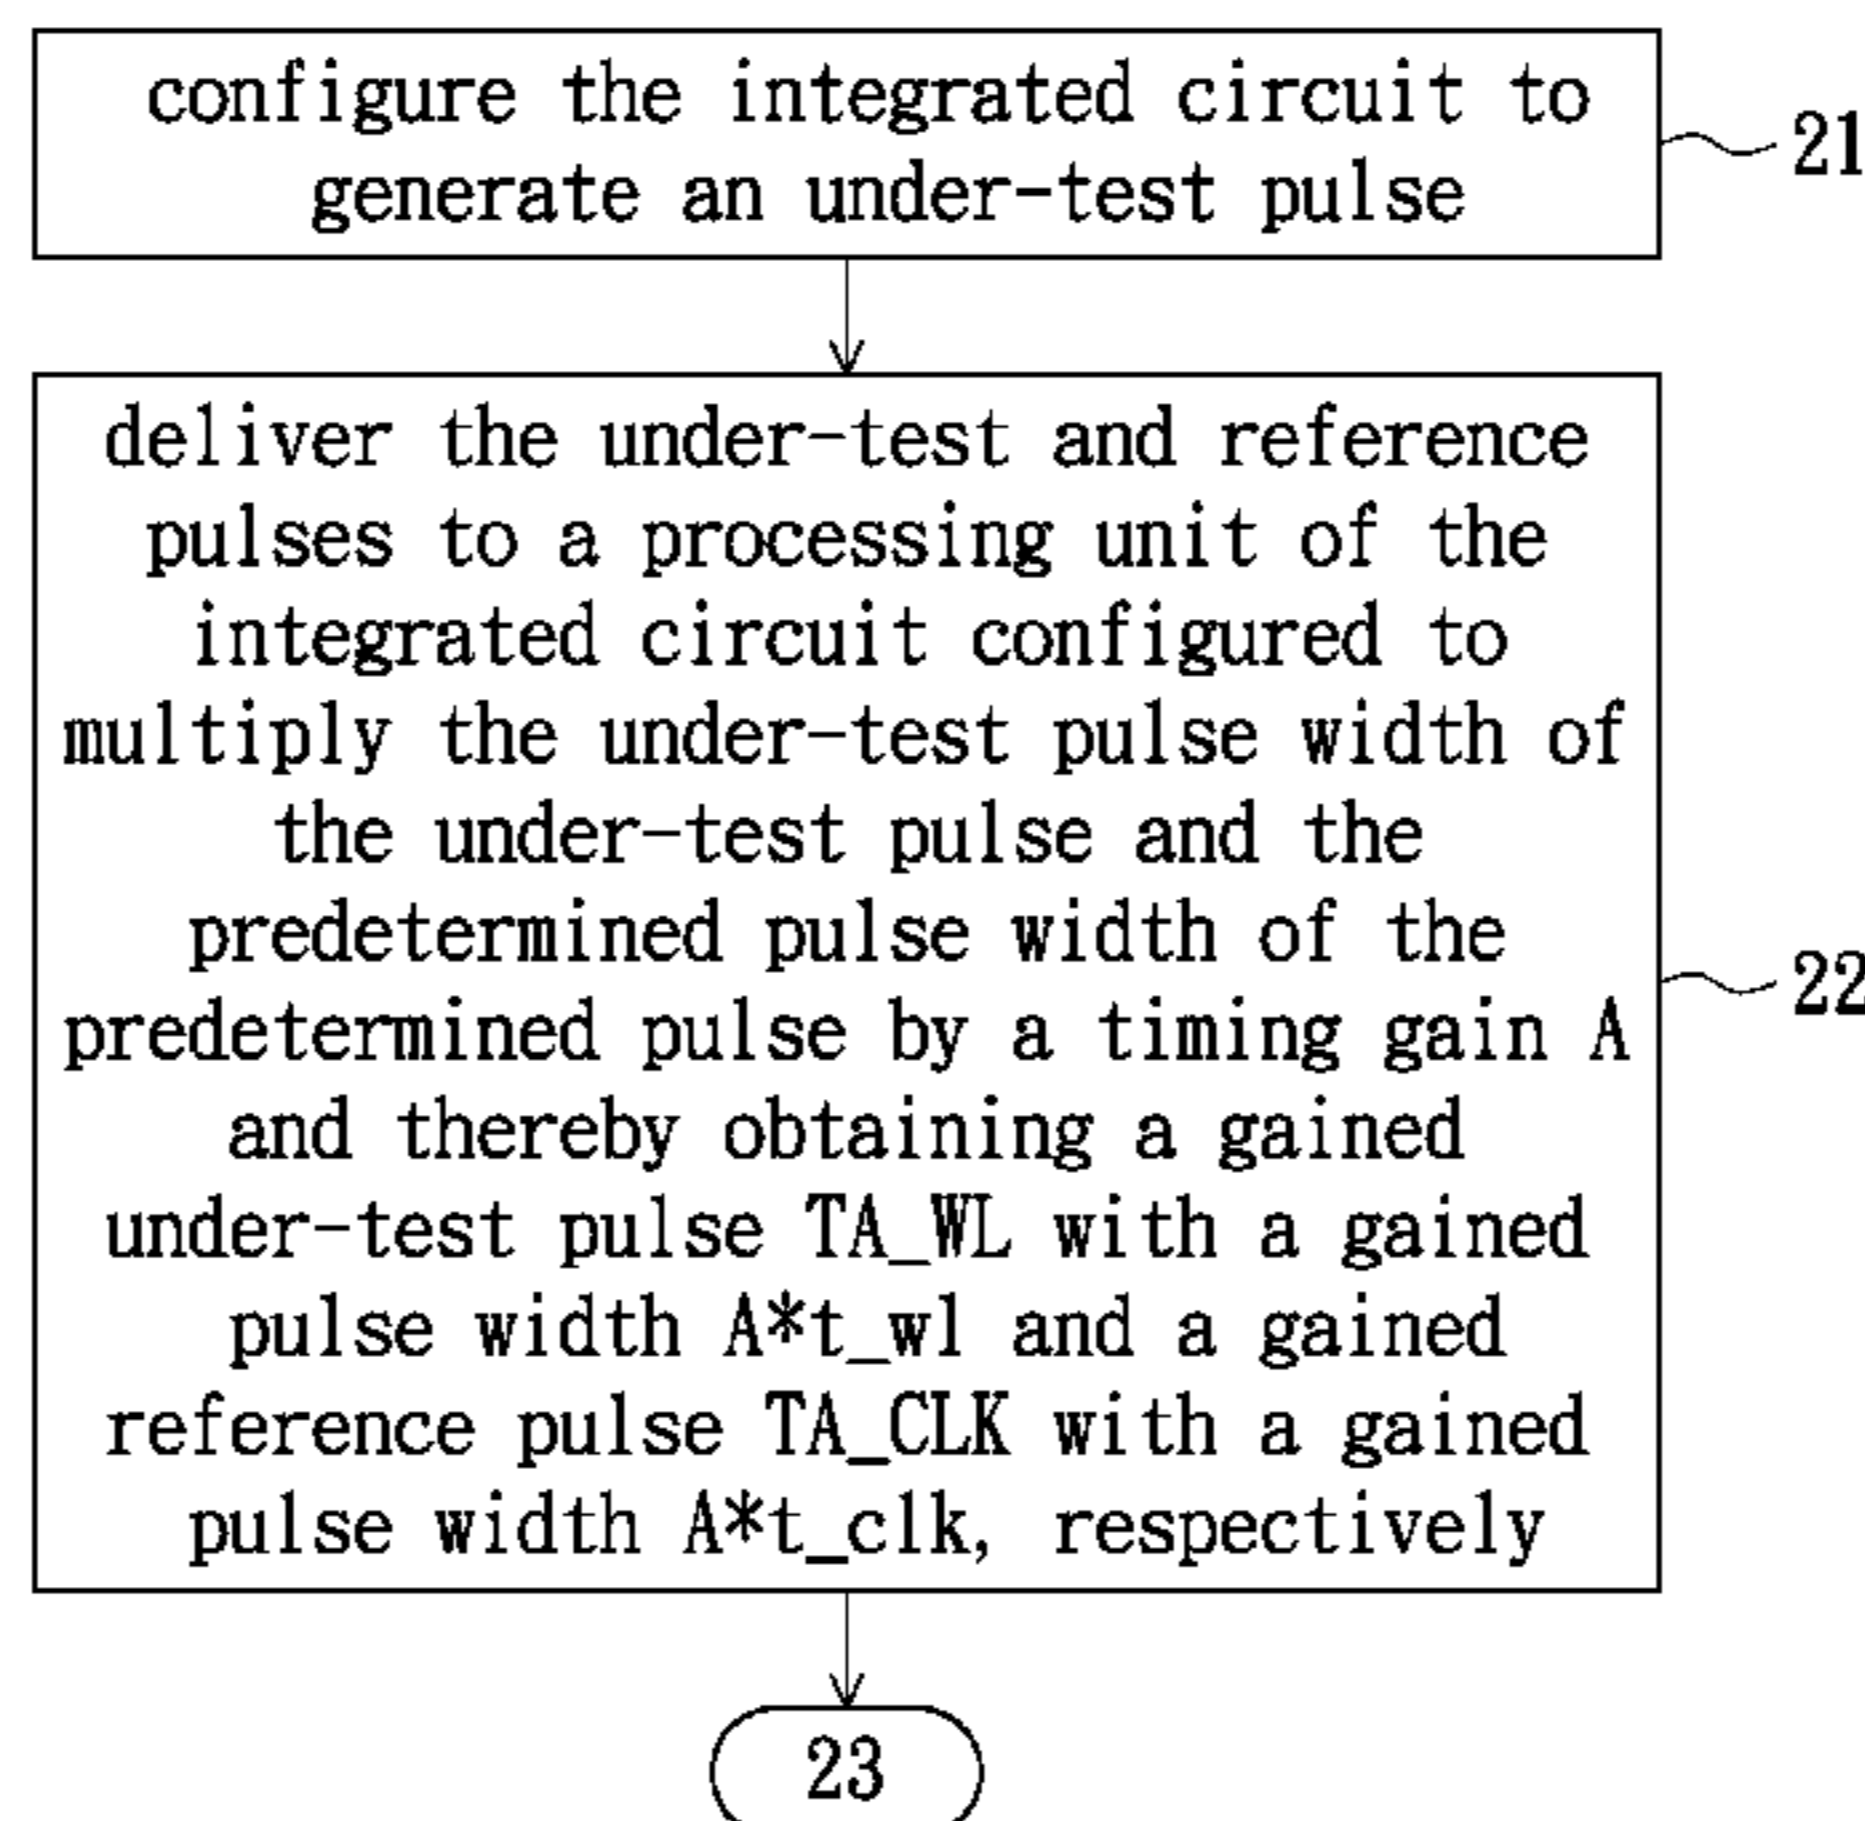 configure the integrated circuit to
generate an under-test pulse
21
deliver the under-test and reference
pulses to a processing unit of the
integrated circuit configured to
multiply the under-test pulse width of
the under-test pulse and the
predetermined pulse width of the
predetermined pulse by a timing gain A
and thereby obtaining a gained
under-test pulse TA_WL with a gained
pulse width A*t_wl and a gained
reference pulse TA_CLK with a gained
pulse width A*t_clk, respectively
22
23